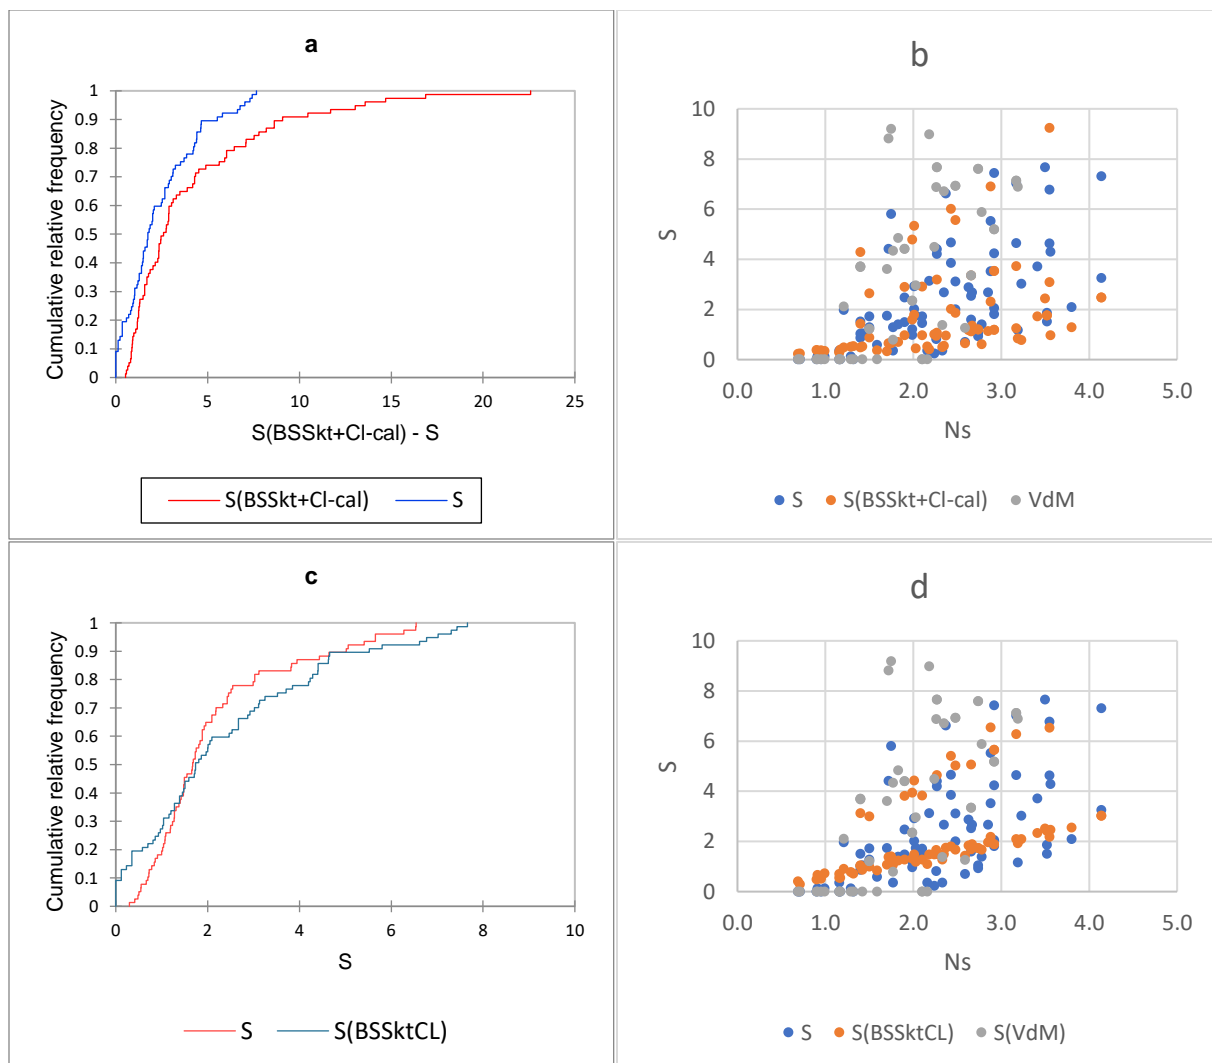 a
1
0.9
0.8
0.7
0.6
0.5
0.4
0.3
0.2
0.1
0
Cumulative relative frequency
0 5 10 15 20 25
S(BSSkt+Cl-cal) - S
S(BSSkt+Cl-cal) S
b
10
8
6
4
2
0
S
0.0 1.0 2.0 3.0 4.0 5.0
Ns
S S(BSSkt+Cl-cal) VdM
c
1
0.9
0.8
0.7
0.6
0.5
0.4
0.3
0.2
0.1
0
Cumulative relative frequency
0 2 4 6 8 10
S
S S(BSSktCL)
d
10
8
6
4
2
0
S
0.0 1.0 2.0 3.0 4.0 5.0
Ns
S S(BSSktCL) S(VdM)